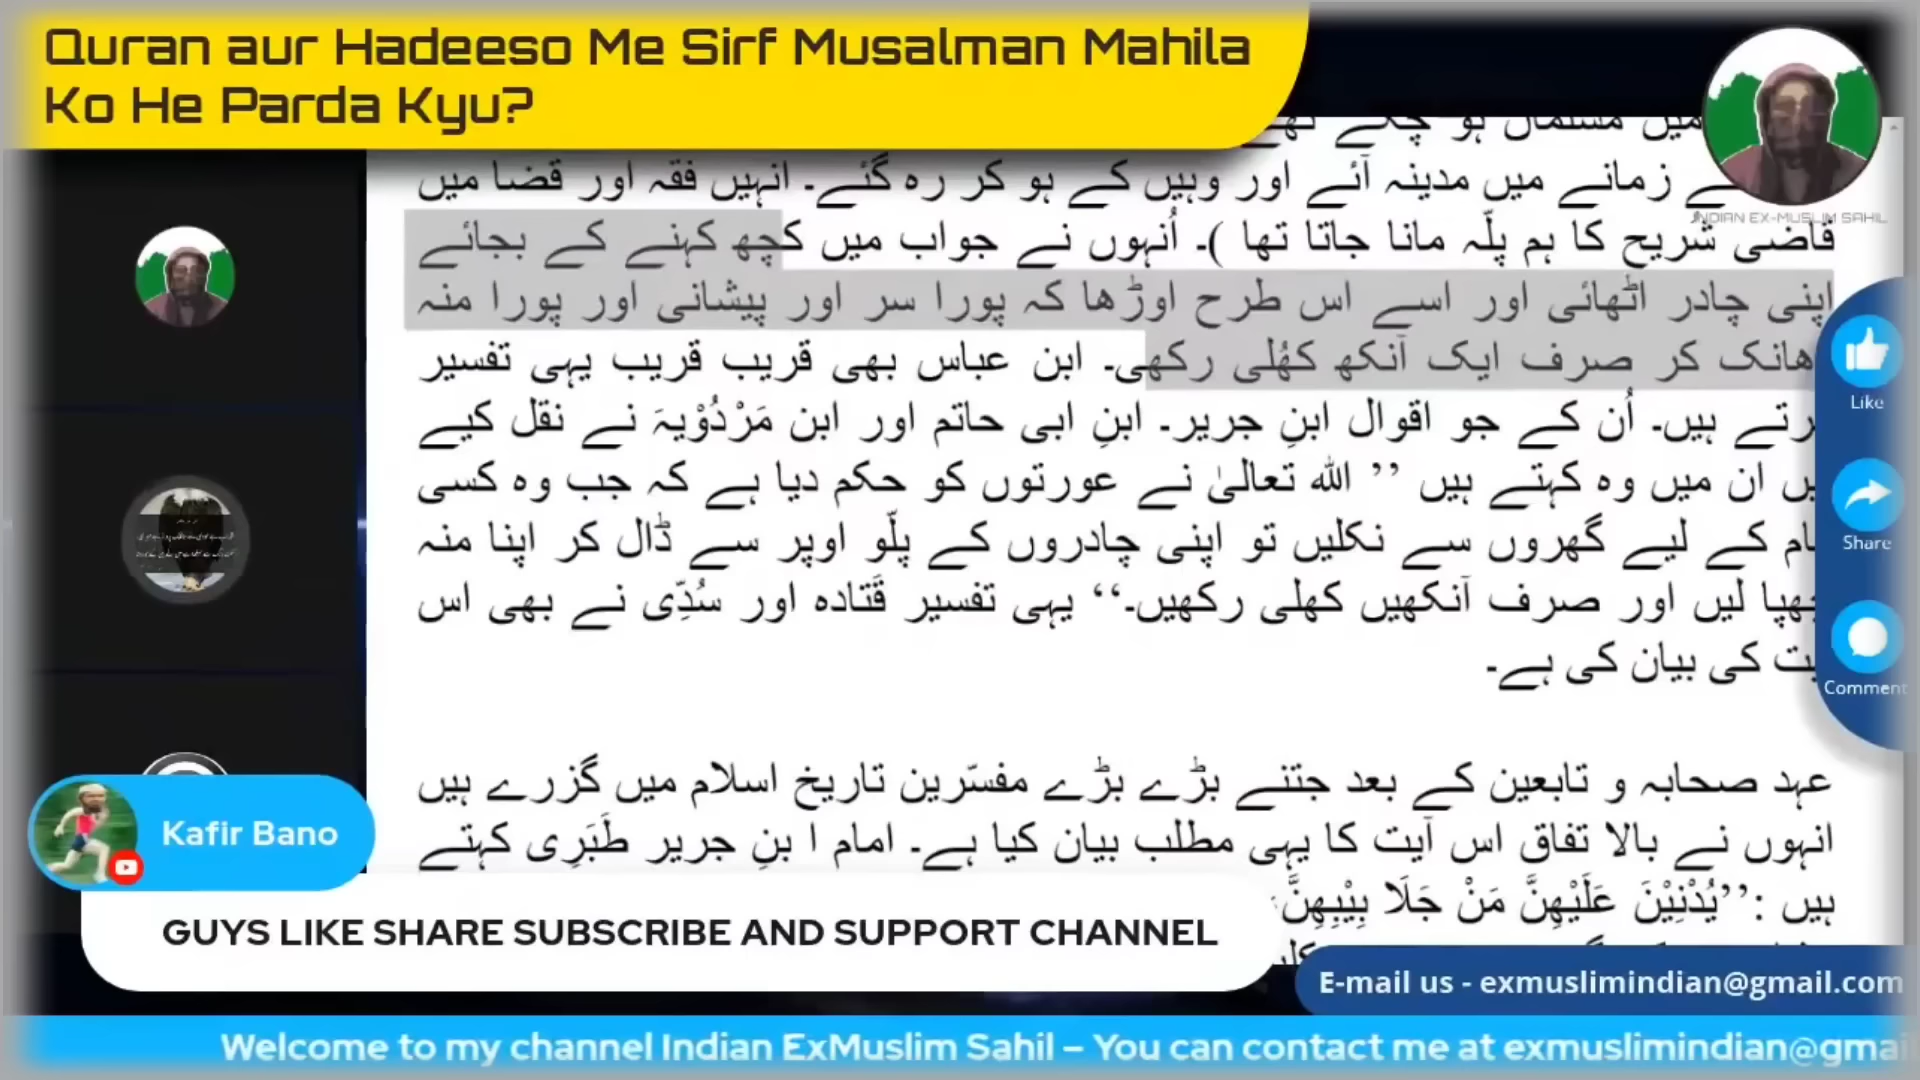 Quran aur Hadeeso Me Sirf Musalman Mahila
Ko He Parda Kyu?
میں مسلمان ہو چکے تھے
زمانے میں مدینہ آئے اور وہیں کے ہو کر رہ گئے۔ انہیں فقہ اور قضا میں
قاضی شریح کا ہم پلّہ مانا جاتا تھا )۔ اُنہوں نے جواب میں کچھ کہنے کے بجائے
اپنی چادر اٹھائی اور اسے اس طرح اوڑھا کہ پورا سر اور پیشانی اور پورا منہ
کر صرف ایک آنکھ کھُلی رکھی۔ ابن عباس بھی قریب قریب یہی تفسیر
ہیں۔ اُن کے جو اقوال ابنِ جریر۔ ابنِ ابی حاتم اور ابن مَرْدُوْیہَ نے نقل کیے
ان میں وہ کہتے ہیں ’’ اللہ تعالیٰ نے عورتوں کو حکم دیا ہے کہ جب وہ کسی
کے لیے گھروں سے نکلیں تو اپنی چادروں کے پلّو اوپر سے ڈال کر اپنا منہ
لیں اور صرف آنکھیں کھلی رکھیں۔‘‘ یہی تفسیر قَتادہ اور سُدِّی نے بھی اس
کی بیان کی ہے۔
عہد صحابہ و تابعین کے بعد جتنے بڑے بڑے مفسّرین تاریخ اسلام میں گزرے ہیں
انہوں نے بالا تفاق اس آیت کا یہی مطلب بیان کیا ہے۔ امام ا بنِ جریر طَبَرِی کہتے
ہیں :’’یُدْنِیْنَ عَلَیْھِنَّ مَنْ جَلَا بِیْبِھِنَّ
INDIAN EX-MUSLIM SAHIL
Like
Share
Comment
Kafir Bano
GUYS LIKE SHARE SUBSCRIBE AND SUPPORT CHANNEL
E-mail us - exmuslimindian@gmail.com
Welcome to my channel Indian ExMuslim Sahil – You can contact me at exmuslimindian@gmai